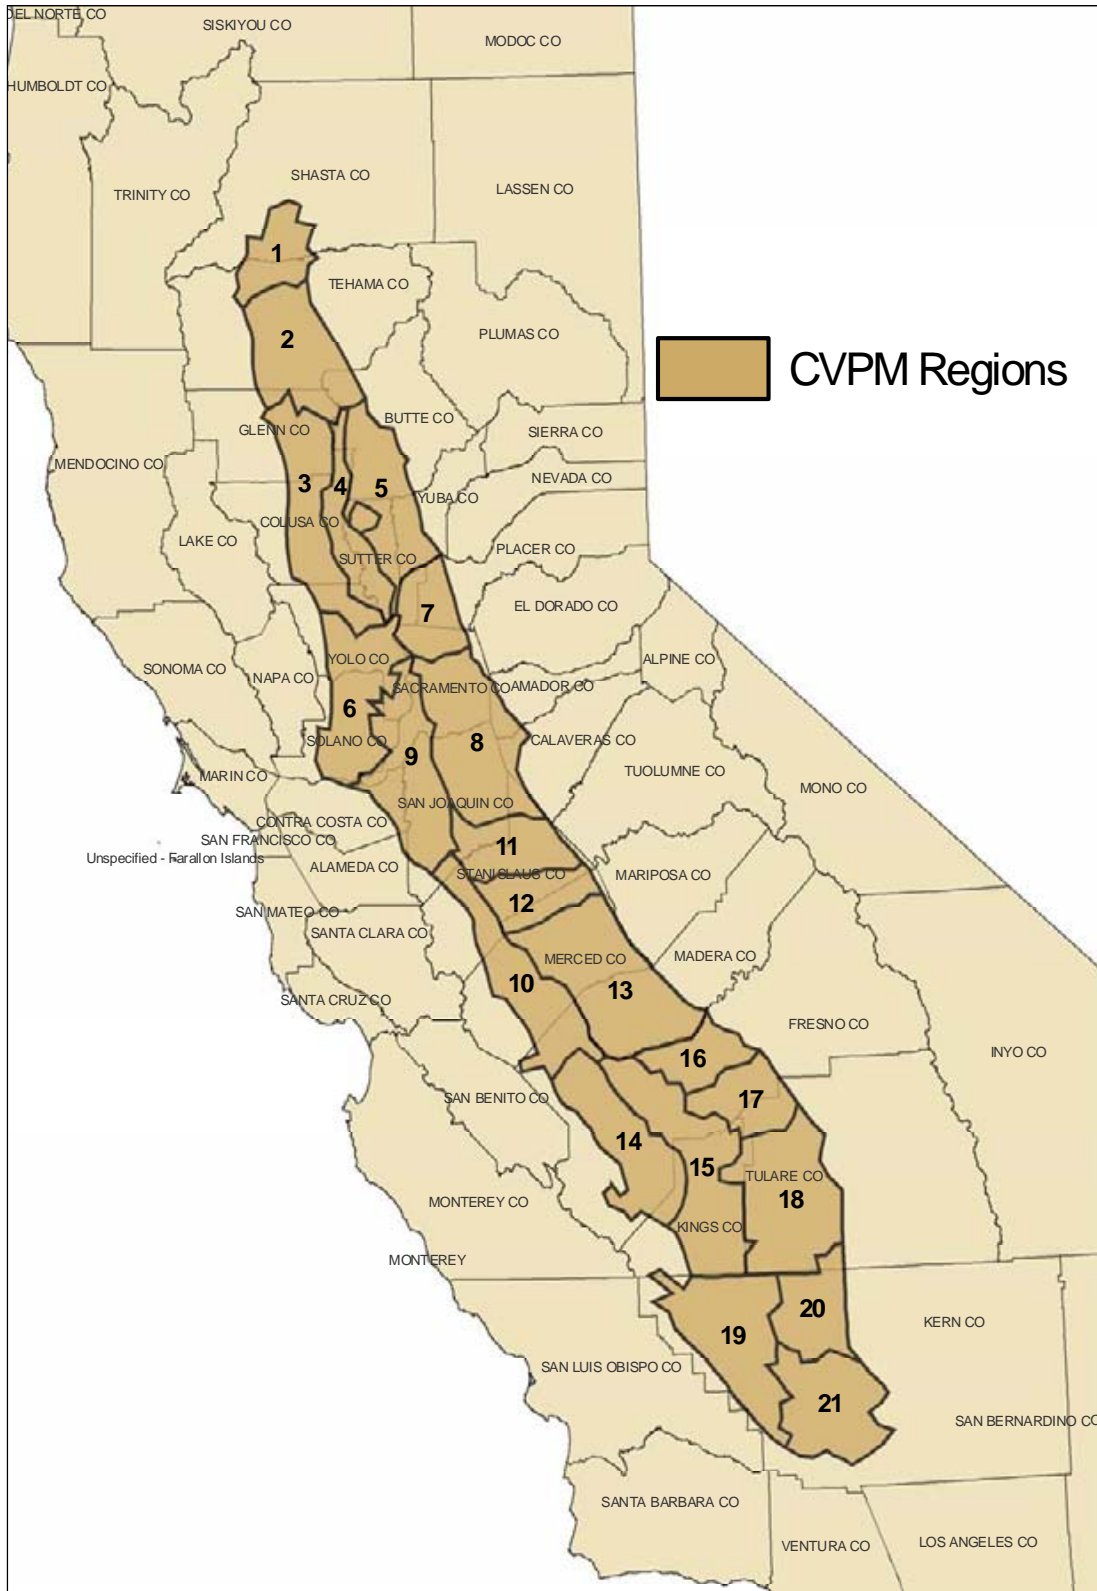 DEL NORTE CO
SISKIYOU CO
MODOC CO
HUMBOLDT CO
SHASTA CO
TRINITY CO
LASSEN CO
1
TEHAMA CO
2
PLUMAS CO
CVPM Regions
BUTTE CO
GLENN CO
SIERRA CO
MENDOCINO CO
NEVADA CO
3
4
5
YUBA CO
COLUSA CO
LAKE CO
PLACER CO
SUTTER CO
EL DORADO CO
7
SONOMA CO
YOLO CO
ALPINE CO
NAPA CO
SACRAMENTO CO
AMADOR CO
6
SOLANO CO
8
CALAVERAS CO
9
MARIN CO
TUOLUMNE CO
MONO CO
SAN JOAQUIN CO
CONTRA COSTA CO
SAN FRANCISCO CO
11
Unspecified - Farallon Islands
ALAMEDA CO
STANISLAUS CO
MARIPOSA CO
12
SAN MATEO CO
SANTA CLARA CO
MERCED CO
MADERA CO
10
13
SANTA CRUZ CO
FRESNO CO
INYO CO
16
SAN BENITO CO
17
14
15
TULARE CO
MONTEREY CO
18
KINGS CO
MONTEREY
20
19
KERN CO
SAN LUIS OBISPO CO
21
SAN BERNARDINO CO
SANTA BARBARA CO
VENTURA CO
LOS ANGELES CO